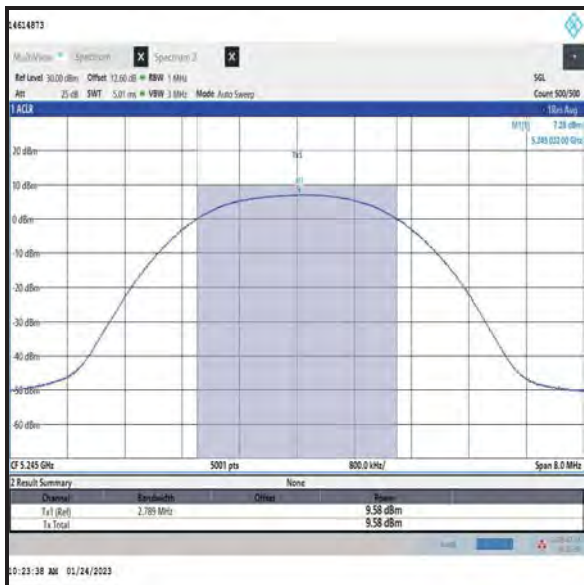 14614873
MultiView Spectrum X Spectrum 2 X
Ref Level 30.00 dBm Offset 12.60 dB RBW 1 MHz SGL
Att 25 dB SWT 5.01 ms VBW 3 MHz Mode Auto Sweep Count 500/500
1 ACLR 1Rm Avg
M1[1] 7.28 dBm
5.245 022 00 GHz
Tx1
20 dBm
M1
10 dBm
0 dBm
-10 dBm
-20 dBm
-30 dBm
-40 dBm
-50 dBm
-60 dBm
CF 5.245 GHz 5001 pts 800.0 kHz/ Span 8.0 MHz
2 Result Summary None
Channel Bandwidth Offset Power
Tx1 (Ref) 2.789 MHz 9.58 dBm
Tx Total 9.58 dBm
10:23:38 AM 01/24/2023